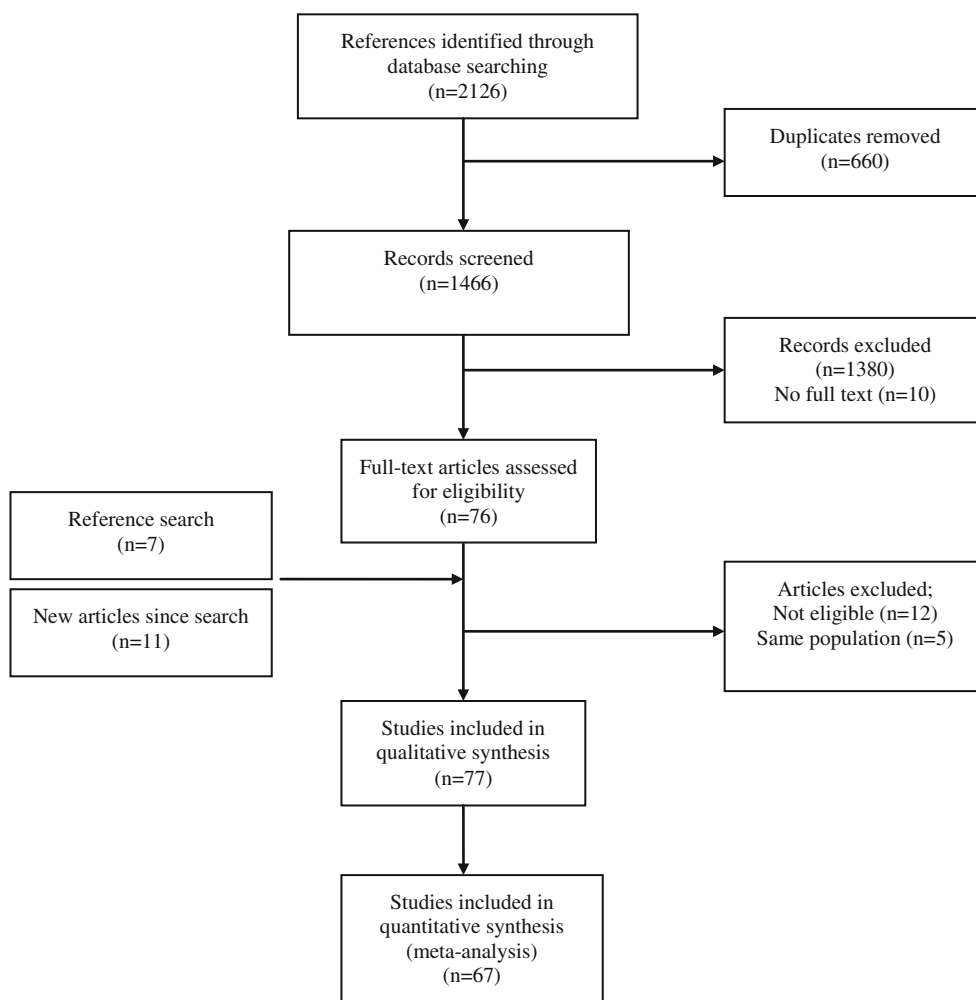 References identified through
database searching
(n=2126)
Duplicates removed
(n=660)
Records screened
(n=1466)
Records excluded
(n=1380)
No full text (n=10)
Full-text articles assessed
for eligibility
(n=76)
Reference search
(n=7)
New articles since search
(n=11)
Articles excluded;
Not eligible (n=12)
Same population (n=5)
Studies included in
qualitative synthesis
(n=77)
Studies included in
quantitative synthesis
(meta-analysis)
(n=67)